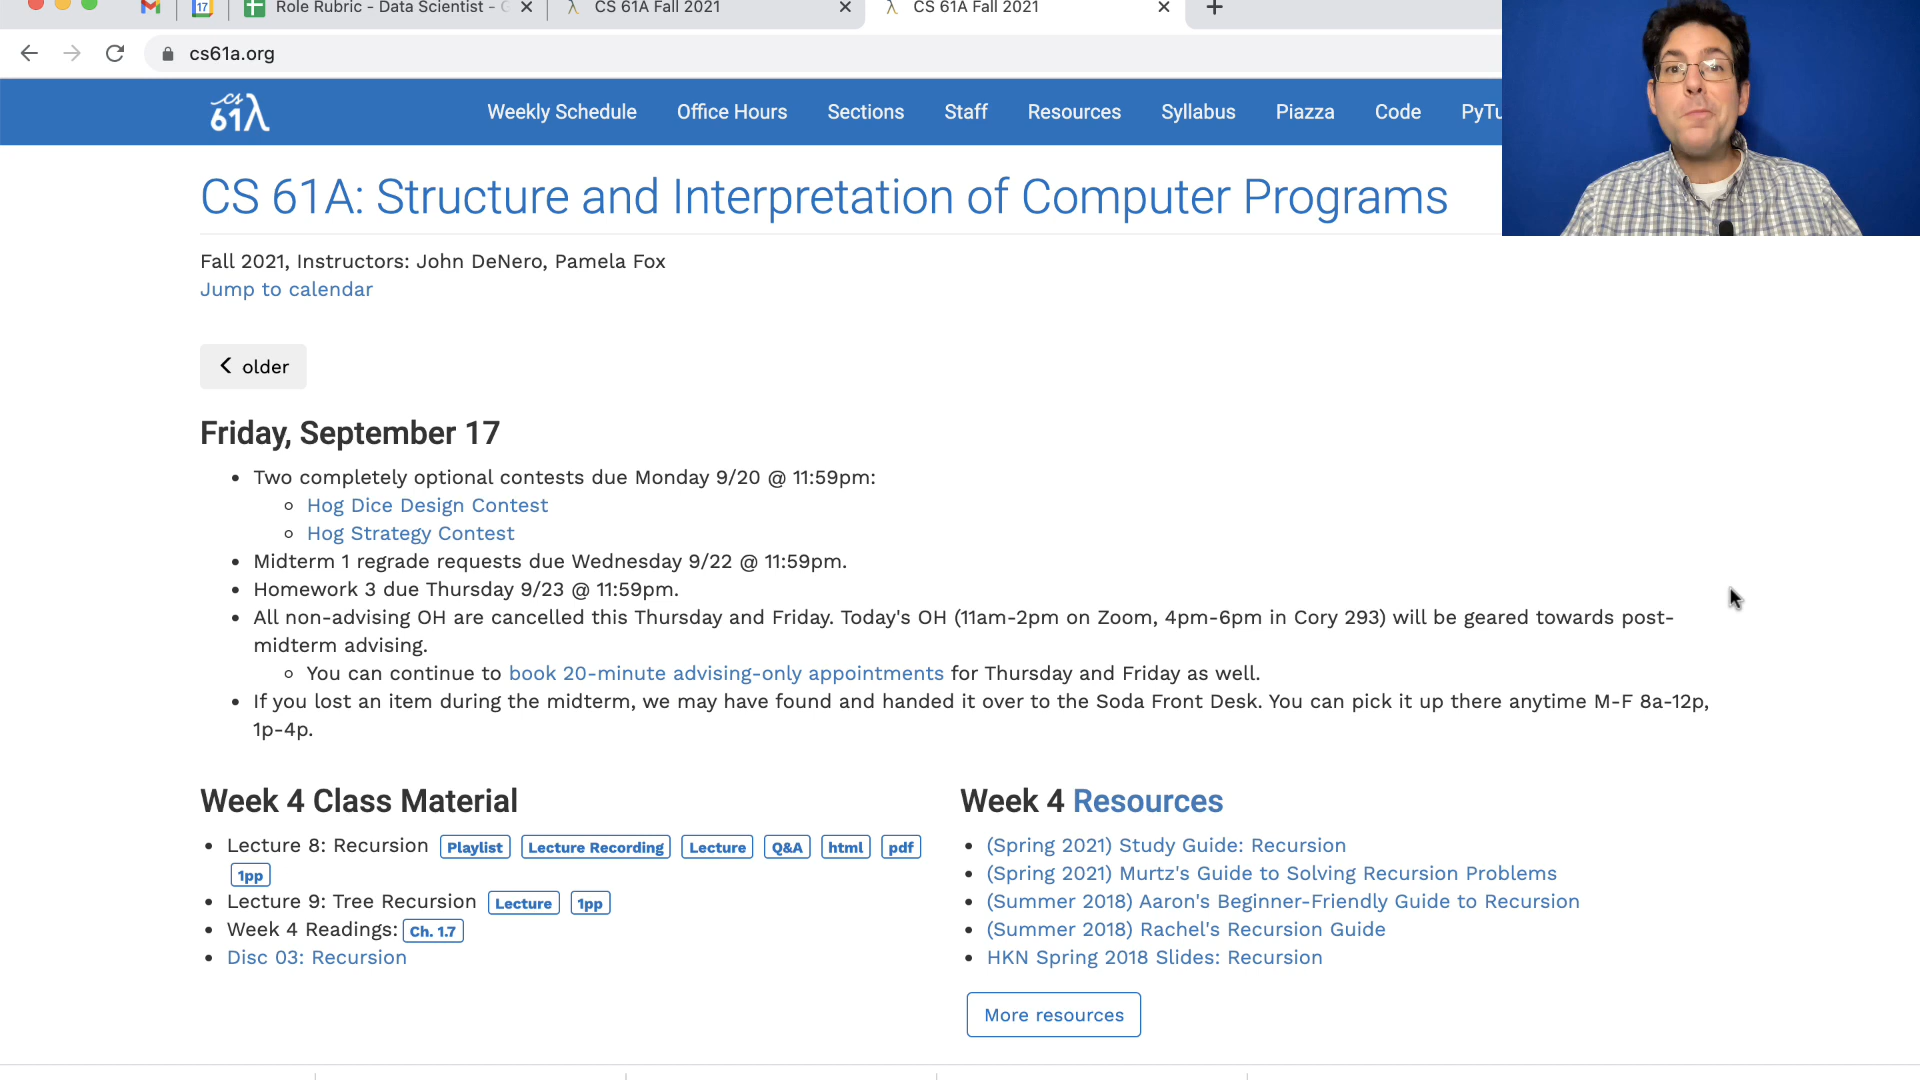 17
Role Rubric - Data Scientist -
CS 61A Fall 2021
CS 61A Fall 2021
cs61a.org
cs
61λ
Weekly Schedule
Office Hours
Sections
Staff
Resources
Syllabus
Piazza
Code
PyTu
CS 61A: Structure and Interpretation of Computer Programs
Fall 2021, Instructors: John DeNero, Pamela Fox
Jump to calendar
older
Friday, September 17
Two completely optional contests due Monday 9/20 @ 11:59pm:
Hog Dice Design Contest
Hog Strategy Contest
Midterm 1 regrade requests due Wednesday 9/22 @ 11:59pm.
Homework 3 due Thursday 9/23 @ 11:59pm.
All non-advising OH are cancelled this Thursday and Friday. Today's OH (11am-2pm on Zoom, 4pm-6pm in Cory 293) will be geared towards post-
midterm advising.
You can continue to book 20-minute advising-only appointments for Thursday and Friday as well.
If you lost an item during the midterm, we may have found and handed it over to the Soda Front Desk. You can pick it up there anytime M-F 8a-12p,
1p-4p.
Week 4 Class Material
Lecture 8: Recursion Playlist Lecture Recording Lecture Q&A html pdf
1pp
Lecture 9: Tree Recursion Lecture 1pp
Week 4 Readings: Ch. 1.7
Disc 03: Recursion
Week 4 Resources
(Spring 2021) Study Guide: Recursion
(Spring 2021) Murtz's Guide to Solving Recursion Problems
(Summer 2018) Aaron's Beginner-Friendly Guide to Recursion
(Summer 2018) Rachel's Recursion Guide
HKN Spring 2018 Slides: Recursion
More resources